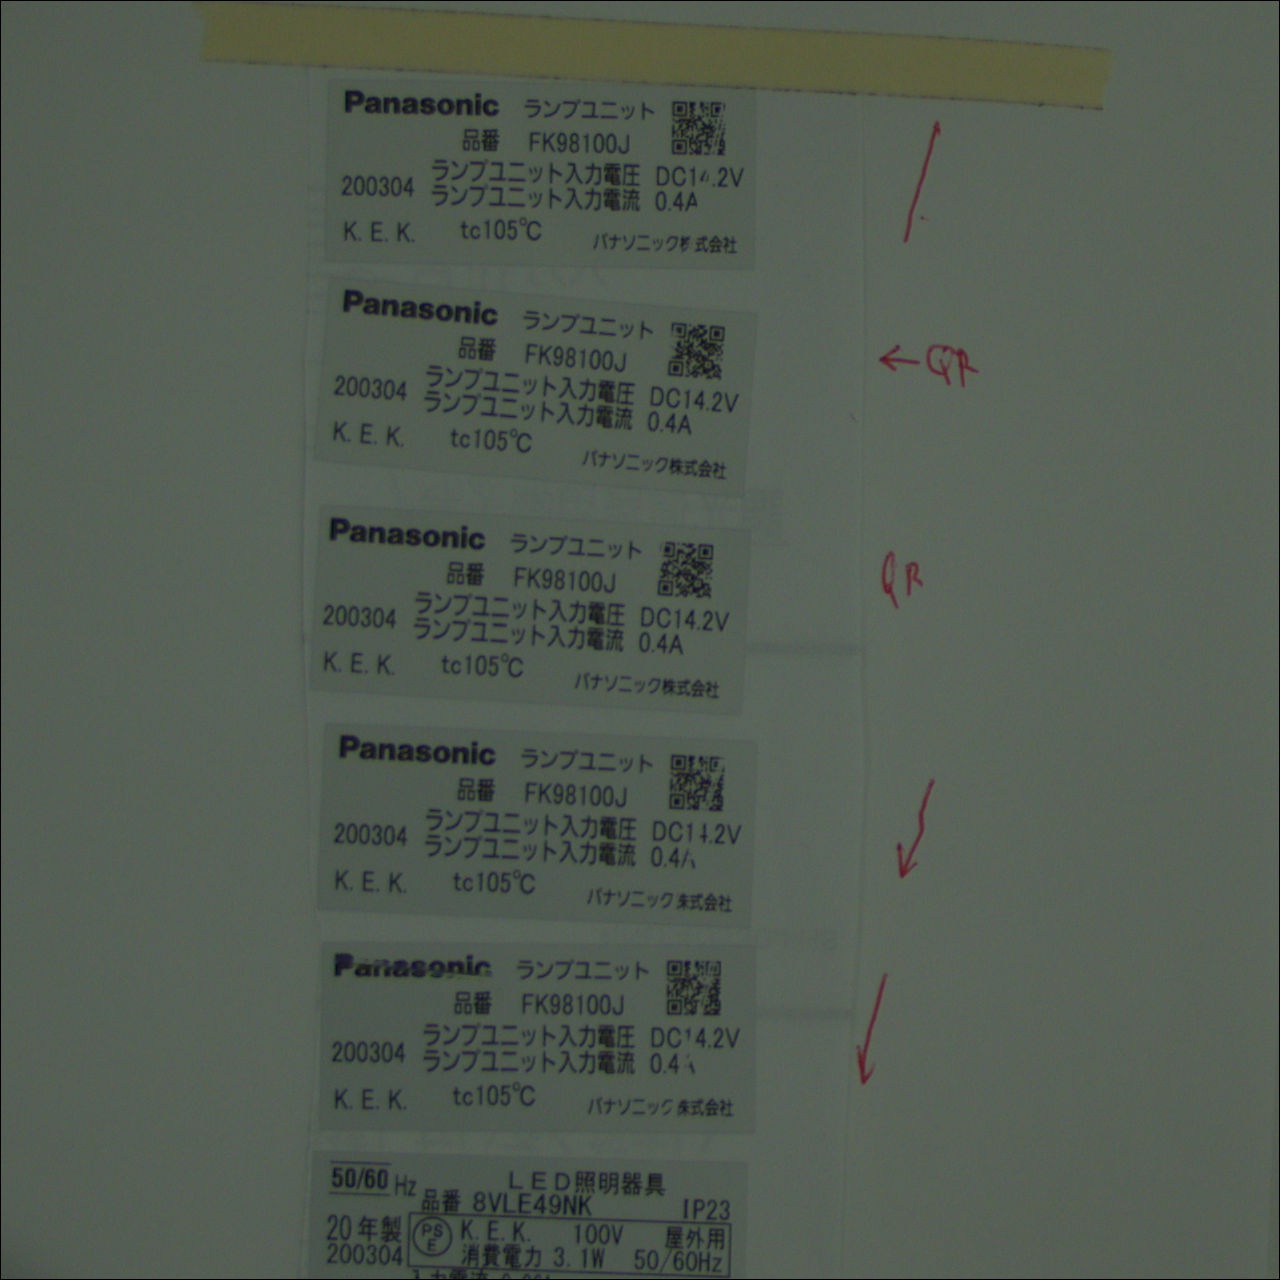 Panasonic ランプユニット
品番 FK98100J
ランプユニット入力電圧 DC14.2V
200304 ランプユニット入力電流 0.4A
K.E.K. tc105℃ パナソニック株式会社
Panasonic ランプユニット
品番 FK98100J
ランプユニット入力電圧 DC14.2V
200304 ランプユニット入力電流 0.4A
K.E.K. tc105℃ パナソニック株式会社
← QR
Panasonic ランプユニット
品番 FK98100J
ランプユニット入力電圧 DC14.2V
200304 ランプユニット入力電流 0.4A
K.E.K. tc105℃ パナソニック株式会社
QR
Panasonic ランプユニット
品番 FK98100J
ランプユニット入力電圧 DC14.2V
200304 ランプユニット入力電流 0.4A
K.E.K. tc105℃ パナソニック株式会社
Panasonic ランプユニット
品番 FK98100J
ランプユニット入力電圧 DC14.2V
200304 ランプユニット入力電流 0.4A
K.E.K. tc105℃ パナソニック株式会社
50/60 Hz LED照明器具
品番 8VLE49NK IP23
20年製 PSE K.E.K. 100V 屋外用
200304 消費電力 3.1W 50/60Hz